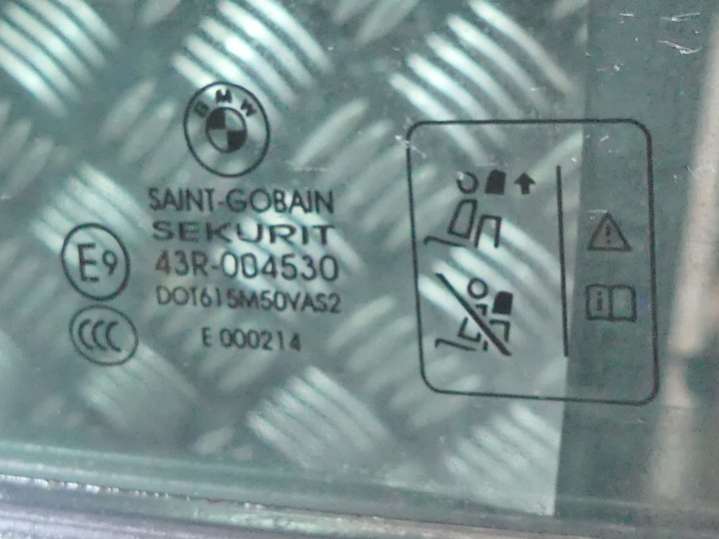 BMW
SAINT-GOBAIN
SEKURIT
E9
43R-004530
DOT615M50VAS2
CCC
E 000214